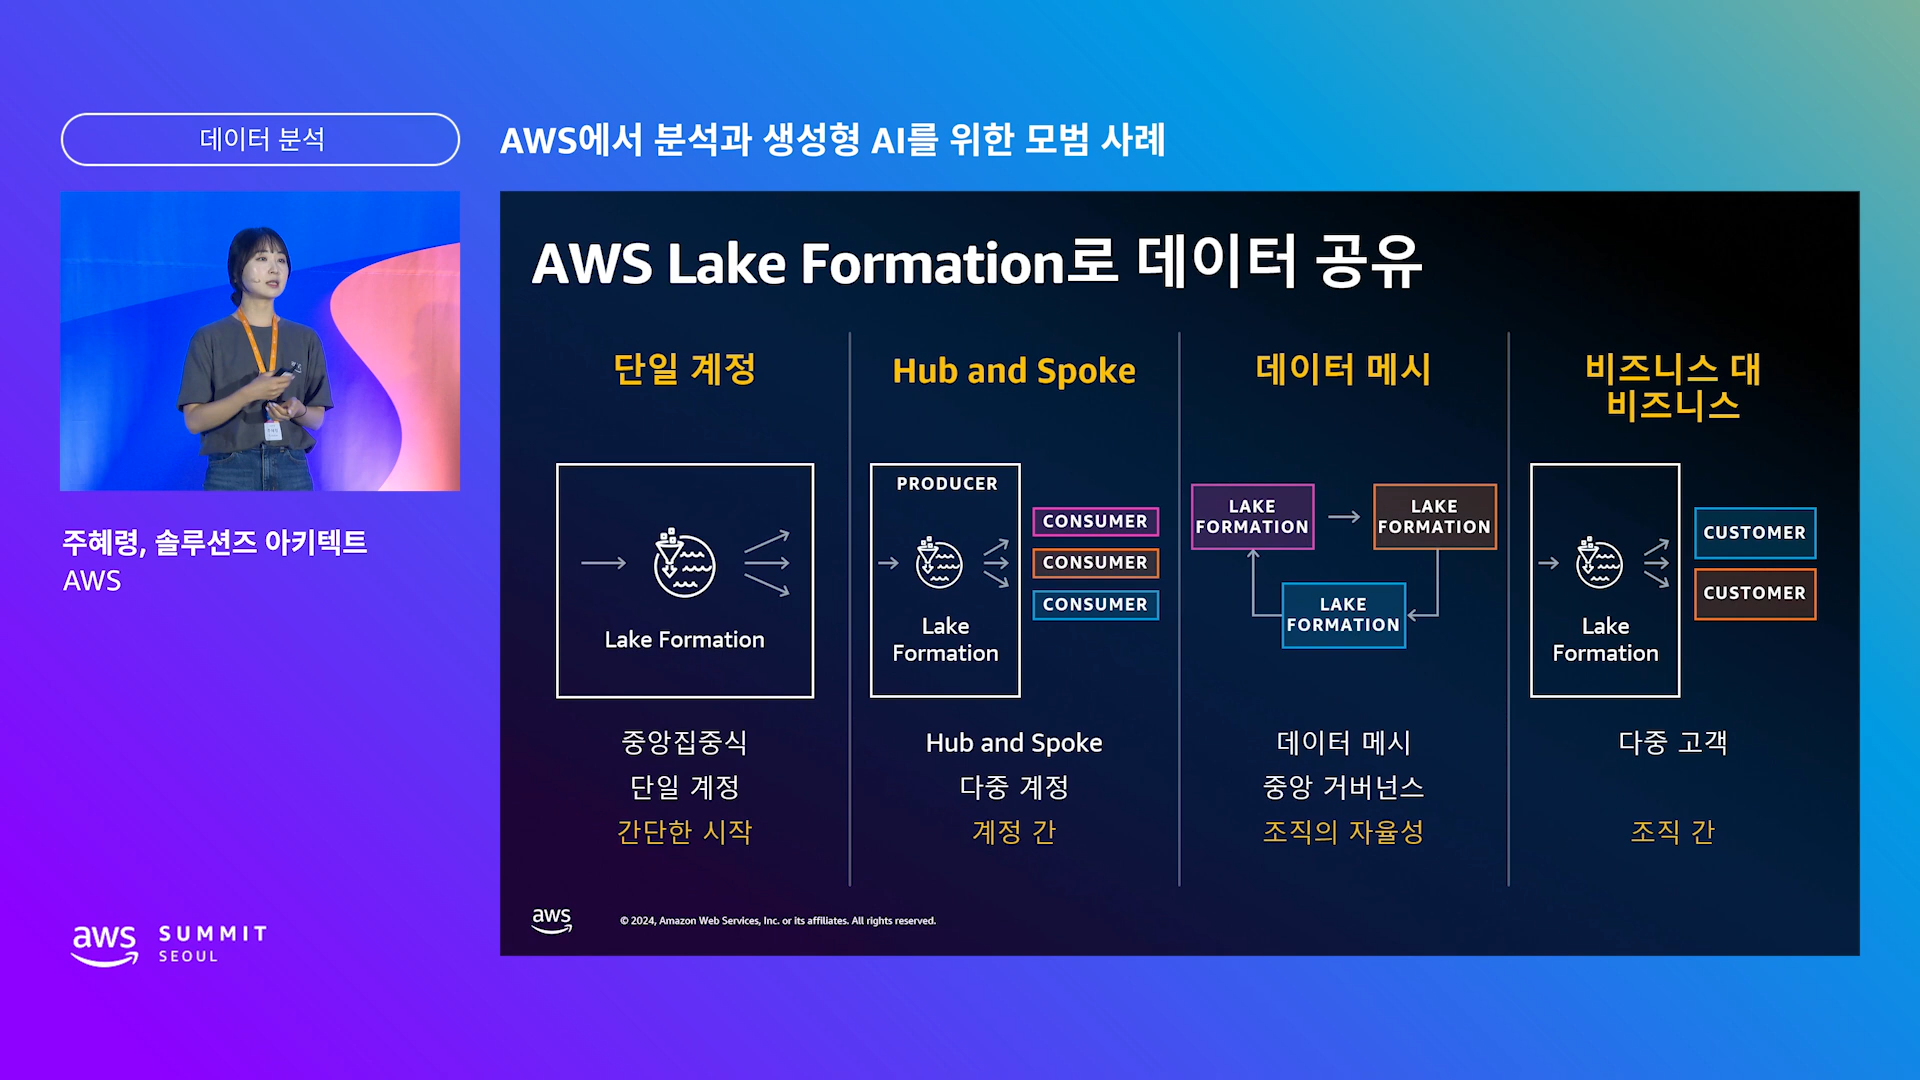 데이터 분석
AWS에서 분석과 생성형 AI를 위한 모범 사례
주혜령, 솔루션즈 아키텍트
AWS
aws SUMMIT
SEOUL
AWS Lake Formation로 데이터 공유
단일 계정
Lake Formation
중앙집중식
단일 계정
간단한 시작
Hub and Spoke
PRODUCER
Lake
Formation
CONSUMER
CONSUMER
CONSUMER
Hub and Spoke
다중 계정
계정 간
데이터 메시
LAKE
FORMATION
LAKE
FORMATION
LAKE
FORMATION
데이터 메시
중앙 거버넌스
조직의 자율성
비즈니스 대
비즈니스
Lake
Formation
CUSTOMER
CUSTOMER
다중 고객
조직 간
aws
© 2024, Amazon Web Services, Inc. or its affiliates. All rights reserved.